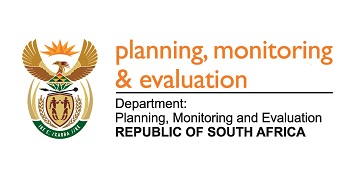 planning, monitoring
& evaluation
Department:
Planning, Monitoring and Evaluation
REPUBLIC OF SOUTH AFRICA